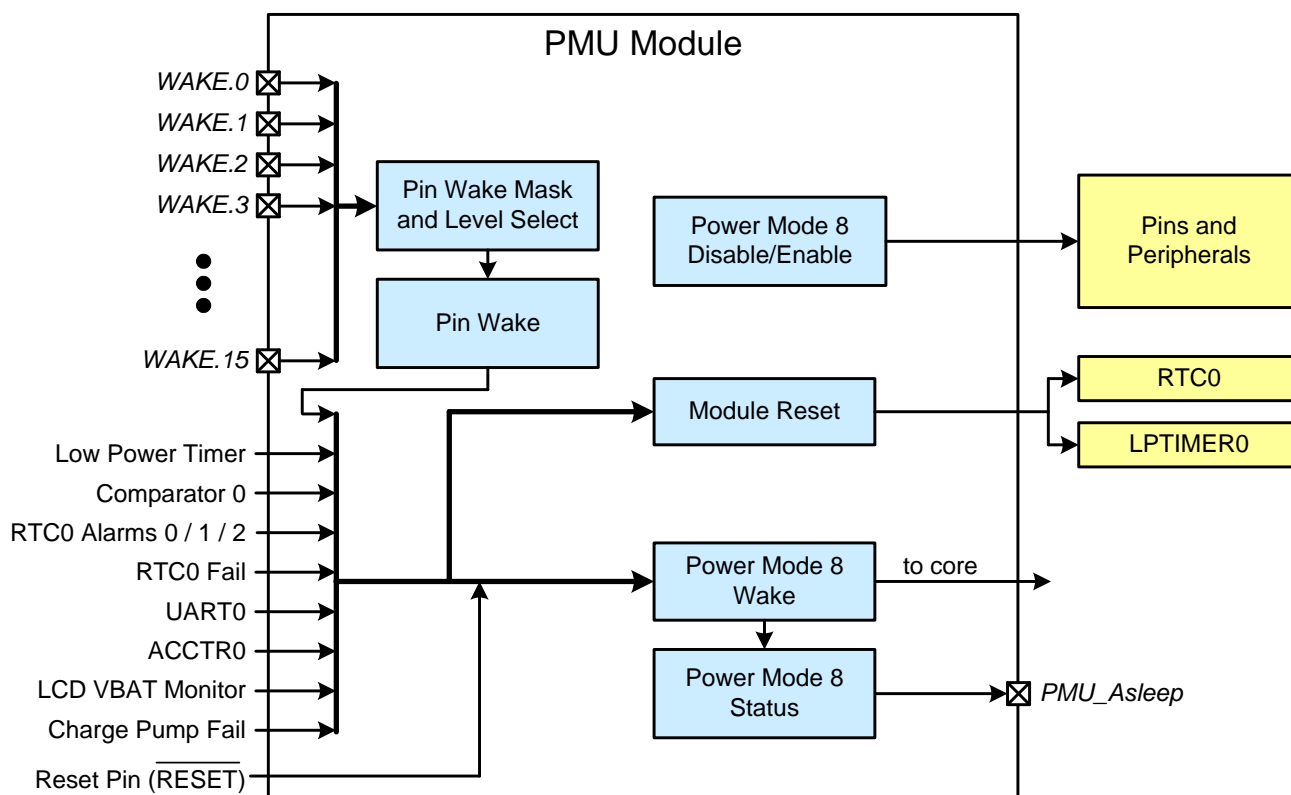 PMU Module
WAKE.0
WAKE.1
WAKE.2
WAKE.3
WAKE.15
Pin Wake Mask
and Level Select
Pin Wake
Power Mode 8
Disable/Enable
Pins and
Peripherals
Module Reset
RTC0
LPTIMER0
Low Power Timer
Comparator 0
RTC0 Alarms 0 / 1 / 2
RTC0 Fail
UART0
ACCTR0
LCD VBAT Monitor
Charge Pump Fail
Reset Pin (RESET)
Power Mode 8
Wake
to core
Power Mode 8
Status
PMU_Asleep